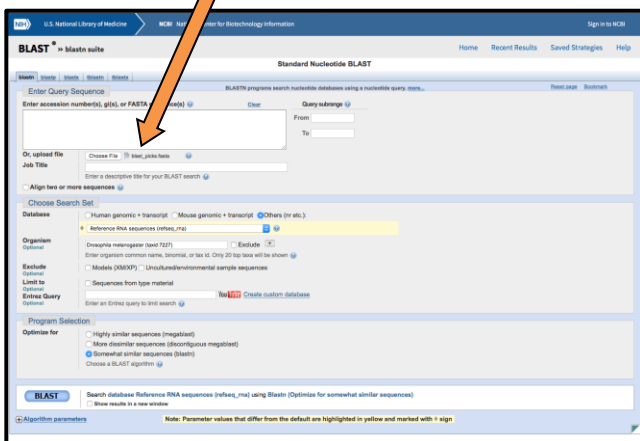 NIH U.S. National Library of Medicine NCBI National Center for Biotechnology Information Sign in to NCBI
BLAST ® » blastn suite Home Recent Results Saved Strategies Help
Standard Nucleotide BLAST
blastn blastp blastx tblastn tblastx
Enter Query Sequence BLASTN programs search nucleotide databases using a nucleotide query. more... Reset page Bookmark
Enter accession number(s), gi(s), or FASTA Clear Query subrange
From
To
Or, upload file Choose File blast_picks.fasta
Job Title
Enter a descriptive title for your BLAST search
Align two or more sequences
Choose Search Set
Database Human genomic + transcript Mouse genomic + transcript Others (nr etc.):
Reference RNA sequences (refseq_rna)
Organism Drosophila melanogaster (taxid 7227) Exclude +
Optional Enter organism common name, binomial, or tax id. Only 20 top taxa will be shown
Exclude Models (XM/XP) Uncultured/environmental sample sequences
Optional
Limit to Sequences from type material
Optional
Entrez Query YouTube Create custom database
Optional Enter an Entrez query to limit search
Program Selection
Optimize for Highly similar sequences (megablast)
More dissimilar sequences (discontiguous megablast)
Somewhat similar sequences (blastn)
Choose a BLAST algorithm
BLAST Search database Reference RNA sequences (refseq_rna) using Blastn (Optimize for somewhat similar sequences)
Show results in a new window
Algorithm parameters Note: Parameter values that differ from the default are highlighted in yellow and marked with ♦ sign